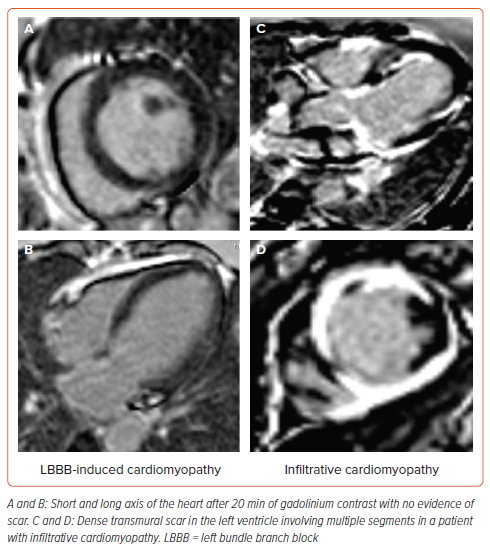 A
C
B
D
LBBB-induced cardiomyopathy
Infiltrative cardiomyopathy
A and B: Short and long axis of the heart after 20 min of gadolinium contrast with no evidence of
scar. C and D: Dense transmural scar in the left ventricle involving multiple segments in a patient
with infiltrative cardiomyopathy. LBBB = left bundle branch block